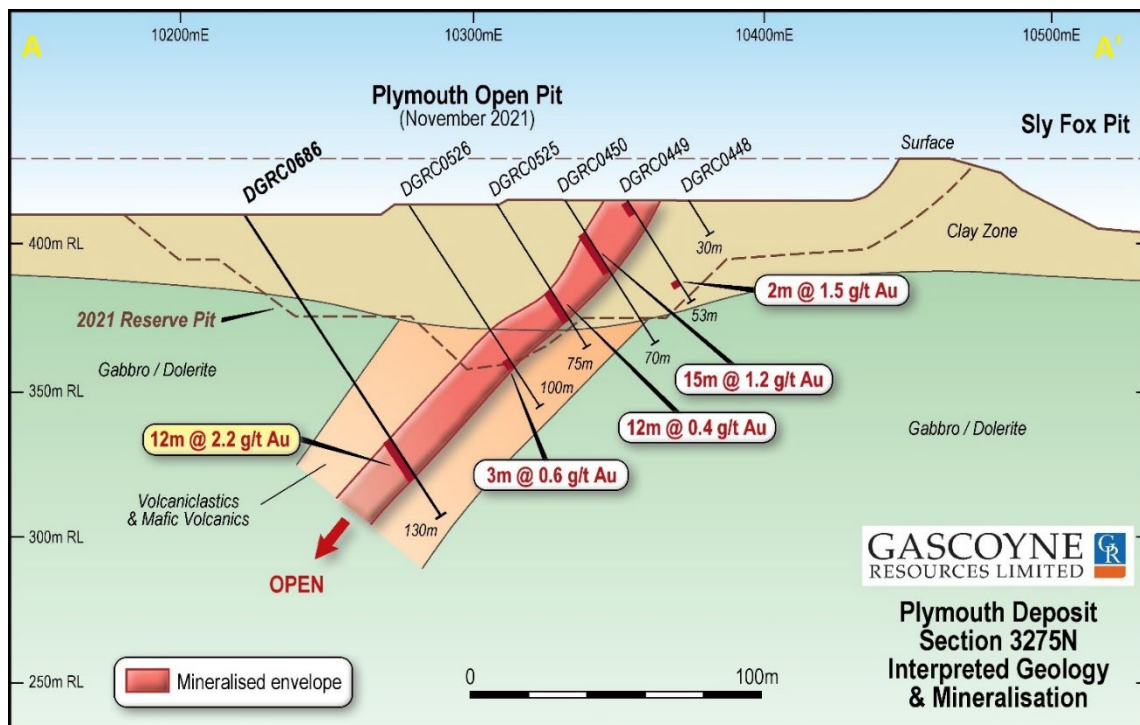 10200mE
10300mE
10400mE
10500mE
A
A'
Plymouth Open Pit
(November 2021)
Sly Fox Pit
DGRC0686
DGRC0526
DGRC0525
DGRC0450
DGRC0449
DGRC0448
Surface
400m RL
30m
Clay Zone
2m @ 1.5 g/t Au
2021 Reserve Pit
53m
75m
70m
Gabbro / Dolerite
100m
15m @ 1.2 g/t Au
350m RL
12m @ 0.4 g/t Au
Gabbro / Dolerite
12m @ 2.2 g/t Au
3m @ 0.6 g/t Au
Volcaniclastics
& Mafic Volcanics
130m
300m RL
OPEN
GASCOYNE
RESOURCES LIMITED
GR
Plymouth Deposit
Section 3275N
Interpreted Geology
& Mineralisation
250m RL
Mineralised envelope
0
100m